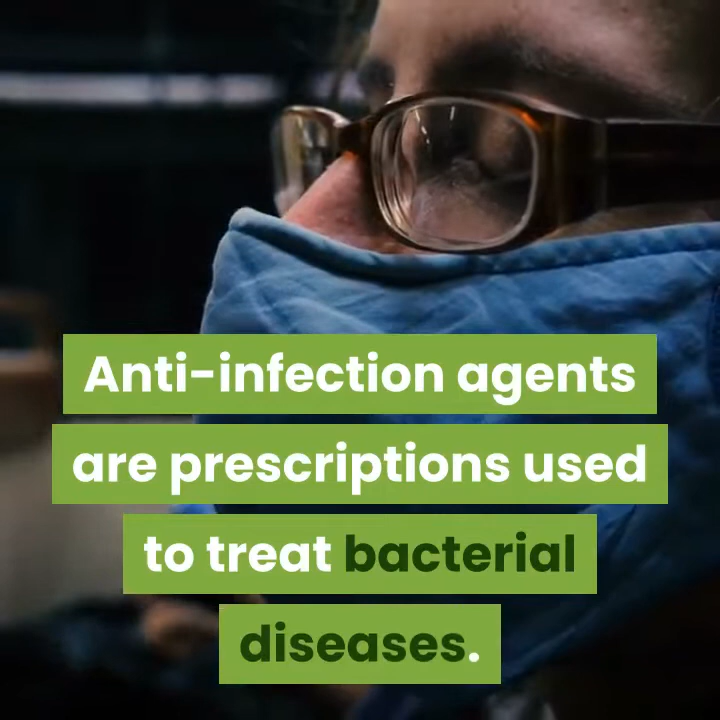 Anti-infection agents
are prescriptions used
to treat bacterial
diseases.